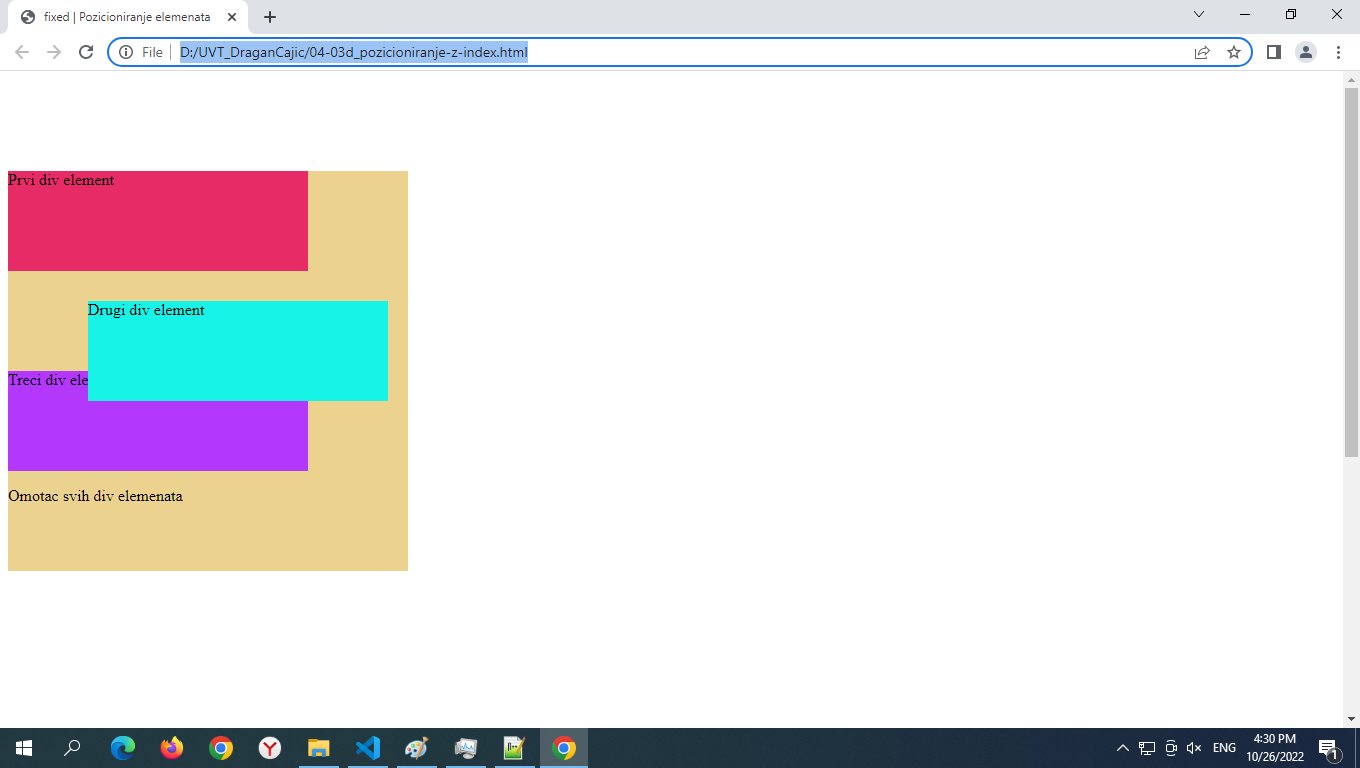 fixed | Pozicioniranje elemenata
File
D:/UVT_DraganCajic/04-03d_pozicioniranje-z-index.html
Prvi div element
Drugi div element
Treci div ele
Omotac svih div elemenata
ENG
4:30 PM
10/26/2022
1